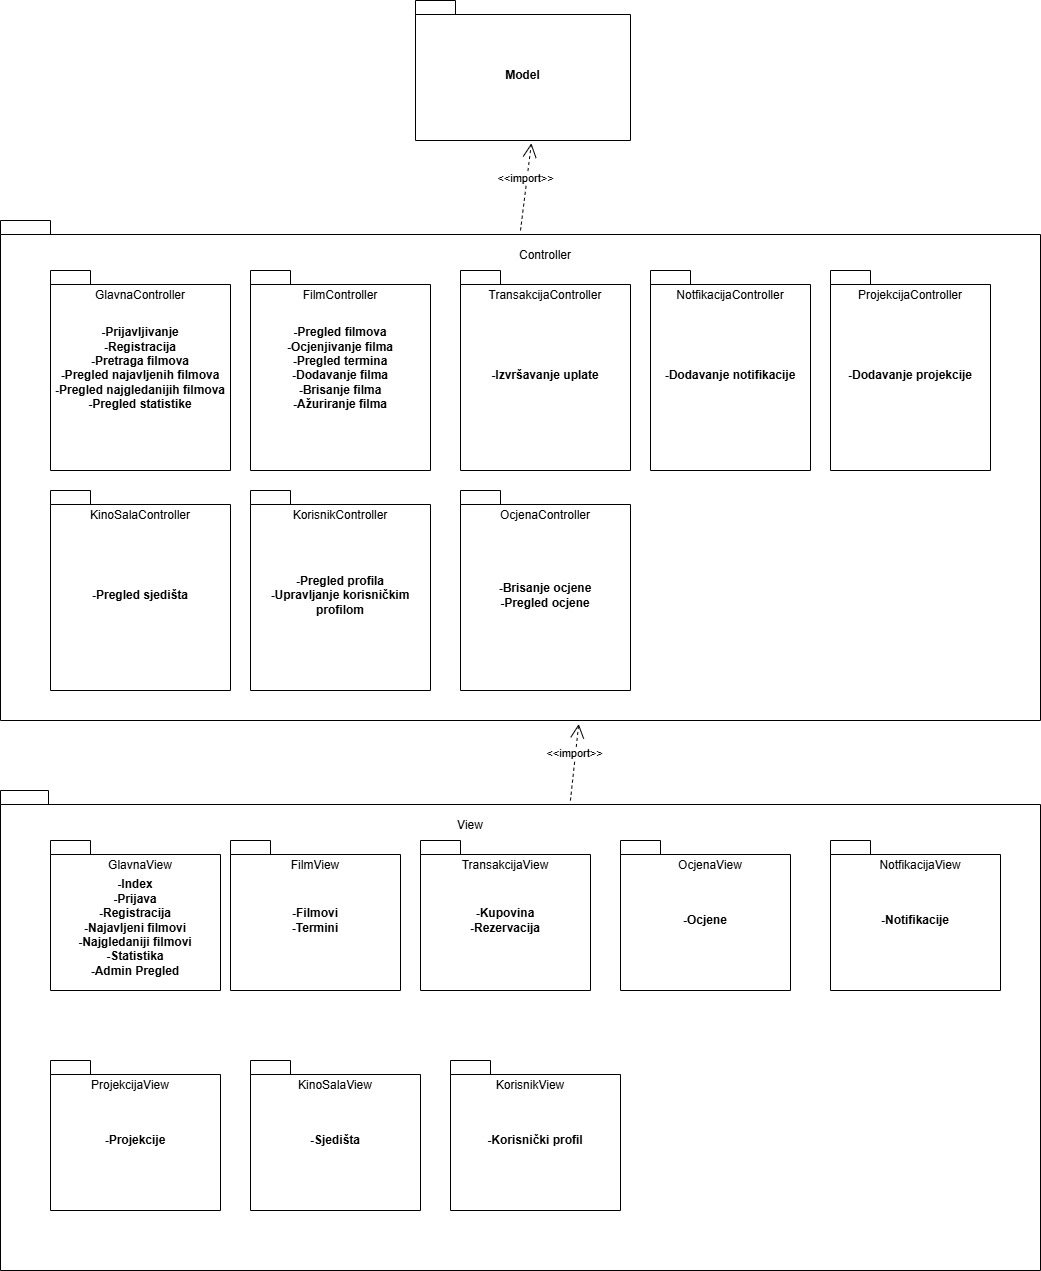 Model
<<import>>
Controller
GlavnaController
-Prijavljivanje
-Registracija
-Pretraga filmova
-Pregled najavljenih filmova
-Pregled najgledanijih filmova
-Pregled statistike
FilmController
-Pregled filmova
-Ocjenjivanje filma
-Pregled termina
-Dodavanje filma
-Brisanje filma
-Ažuriranje filma
TransakcijaController
-Izvršavanje uplate
NotfikacijaController
-Dodavanje notifikacije
ProjekcijaController
-Dodavanje projekcije
KinoSalaController
-Pregled sjedišta
KorisnikController
-Pregled profila
-Upravljanje korisničkim
profilom
OcjenaController
-Brisanje ocjene
-Pregled ocjene
<<import>>
View
GlavnaView
-Index
-Prijava
-Registracija
-Najavljeni filmovi
-Najgledaniji filmovi
-Statistika
-Admin Pregled
FilmView
-Filmovi
-Termini
TransakcijaView
-Kupovina
-Rezervacija
OcjenaView
-Ocjene
NotfikacijaView
-Notifikacije
ProjekcijaView
-Projekcije
KinoSalaView
-Sjedišta
KorisnikView
-Korisnički profil